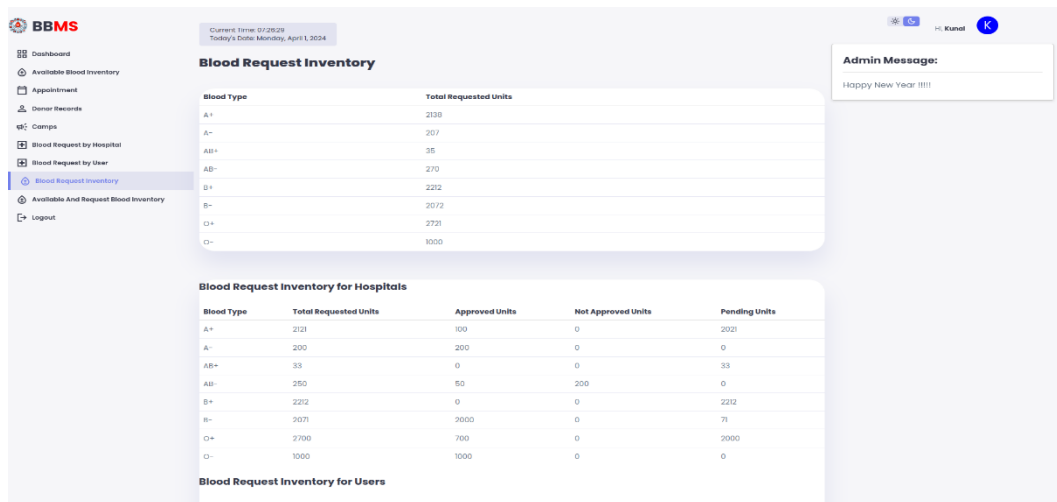 BBMS
Current Time: 07:26:29
Today's Date: Monday, April 1, 2024
Hi, Kunal
K
Dashboard
Available Blood Inventory
Appointment
Donor Records
Camps
Blood Request by Hospital
Blood Request by User
Blood Request Inventory
Available And Request Blood Inventory
Logout
Blood Request Inventory
Blood Type Total Requested Units
A+ 2138
A- 207
AB+ 35
AB- 270
B+ 2212
B- 2072
O+ 2721
O- 1000
Blood Request Inventory for Hospitals
Blood Type Total Requested Units Approved Units Not Approved Units Pending Units
A+ 2121 100 0 2021
A- 200 200 0 0
AB+ 33 0 0 33
AB- 250 50 200 0
B+ 2212 0 0 2212
B- 2071 2000 0 71
O+ 2700 700 0 2000
O- 1000 1000 0 0
Blood Request Inventory for Users
Admin Message:
Happy New Year !!!!!